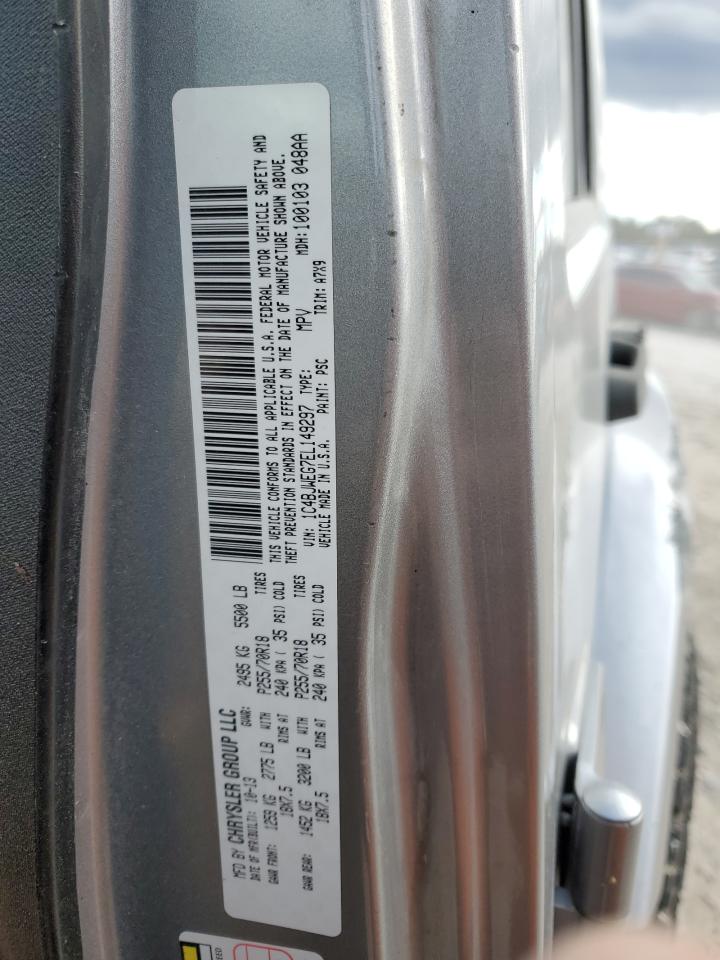 MFD BY CHRYSLER GROUP LLC
DATE OF MFR(BUILT): 10-13 GVWR: 2495 KG 5500 LB
GAWR FRONT: 1259 KG 2775 LB WITH P255/70R18 TIRES
18X7.5 RIMS AT 240 KPA ( 35 PSI) COLD
GAWR REAR: 1452 KG 3200 LB WITH P255/70R18 TIRES
18X7.5 RIMS AT 240 KPA ( 35 PSI) COLD
THIS VEHICLE CONFORMS TO ALL APPLICABLE U.S.A. FEDERAL MOTOR VEHICLE SAFETY AND
THEFT PREVENTION STANDARDS IN EFFECT ON THE DATE OF MANUFACTURE SHOWN ABOVE.
VIN: 1C4BJWEG7EL149297 TYPE: MPV MDH:100103 048AA
VEHICLE MADE IN U.S.A. PAINT: PSC TRIM: A7X9